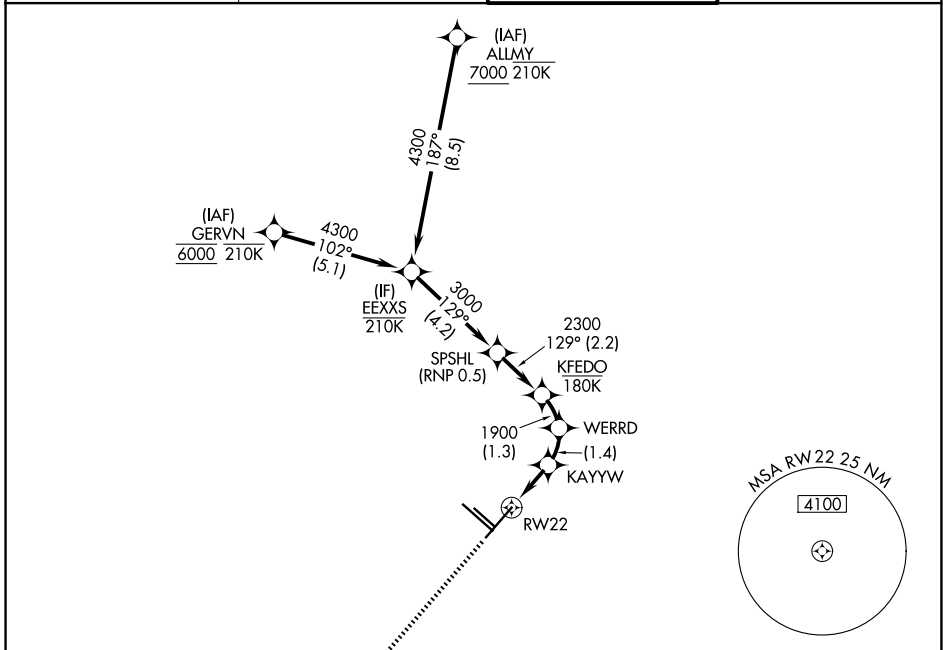 (IAF)
ALLMY
7000 210K
4300
187°
(8.5)
(IAF)
GERVN
6000 210K
4300
102°
(5.1)
(IF)
EEXXS
210K
3000
129°
(4.2)
2300
129° (2.2)
SPSHL
(RNP 0.5)
KFEDO
180K
1900
(1.3)
WERRD
(1.4)
KAYYW
RW22
MSA RW22 25 NM
4100